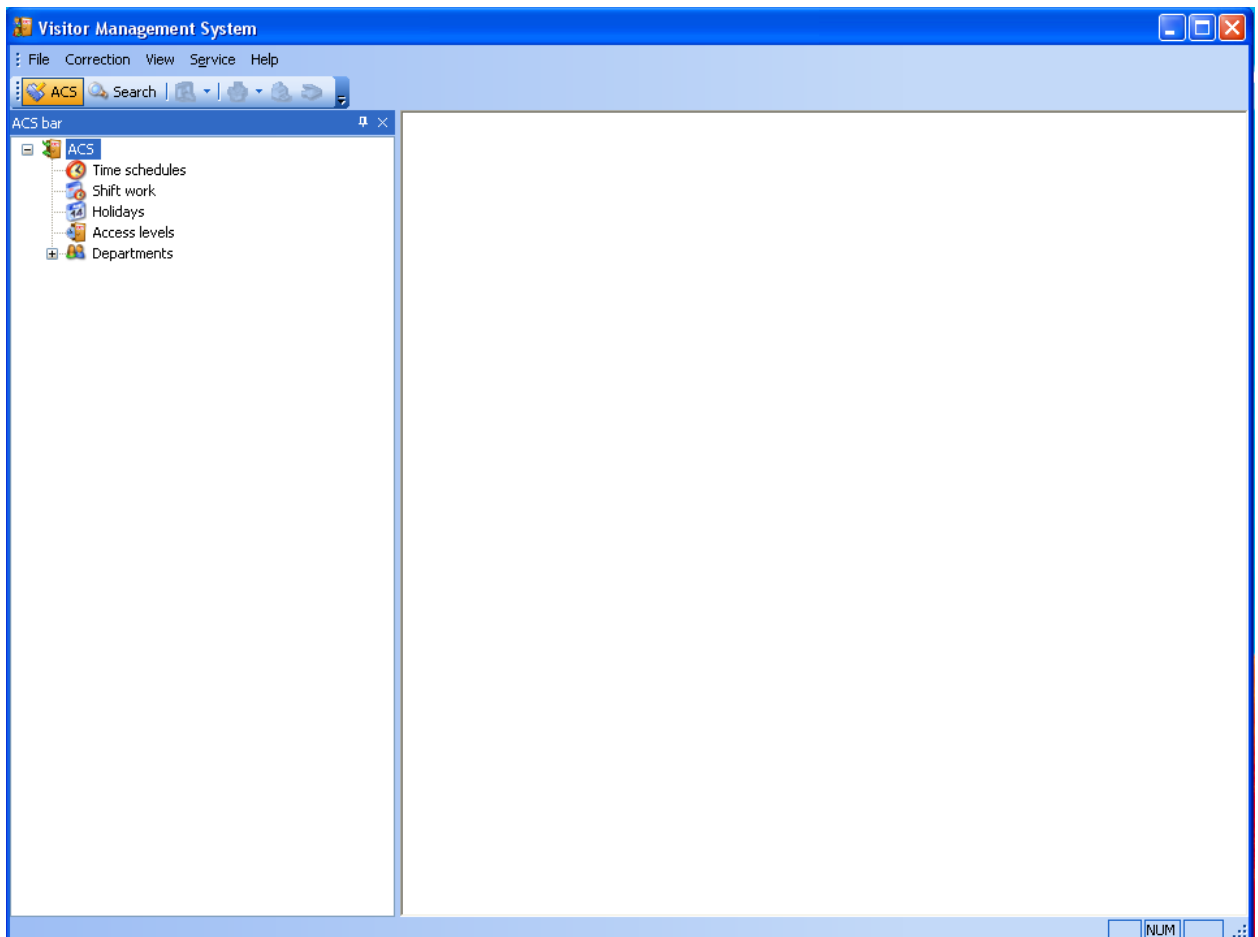 Visitor Management System
File Correction View Service Help
ACS Search
ACS bar
ACS
Time schedules
Shift work
Holidays
Access levels
Departments
NUM